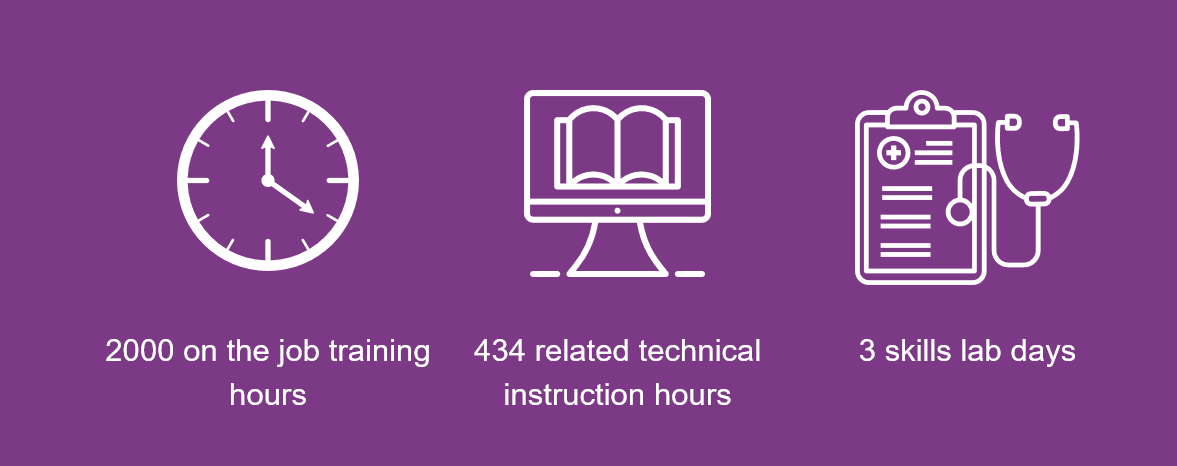 2000 on the job training
hours
434 related technical
instruction hours
3 skills lab days